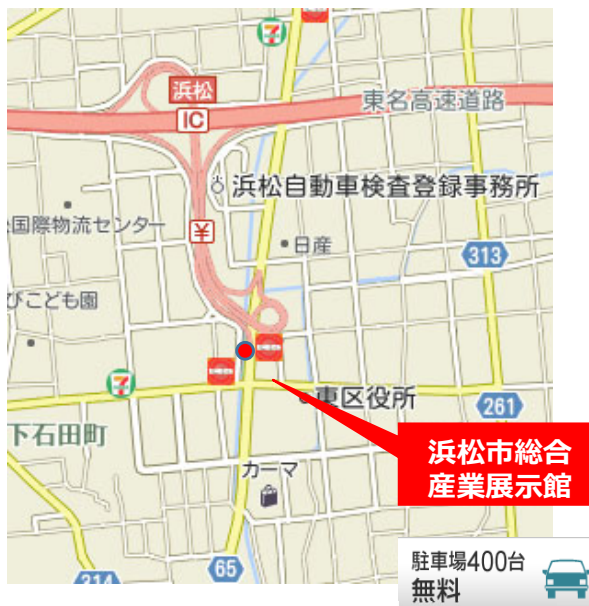 浜松
IC
東名高速道路
浜松自動車検査登録事務所
国際物流センター
¥
日産
313
びこども園
東区役所
261
下石田町
浜松市総合
産業展示館
カーマ
65
314
駐車場400台
無料